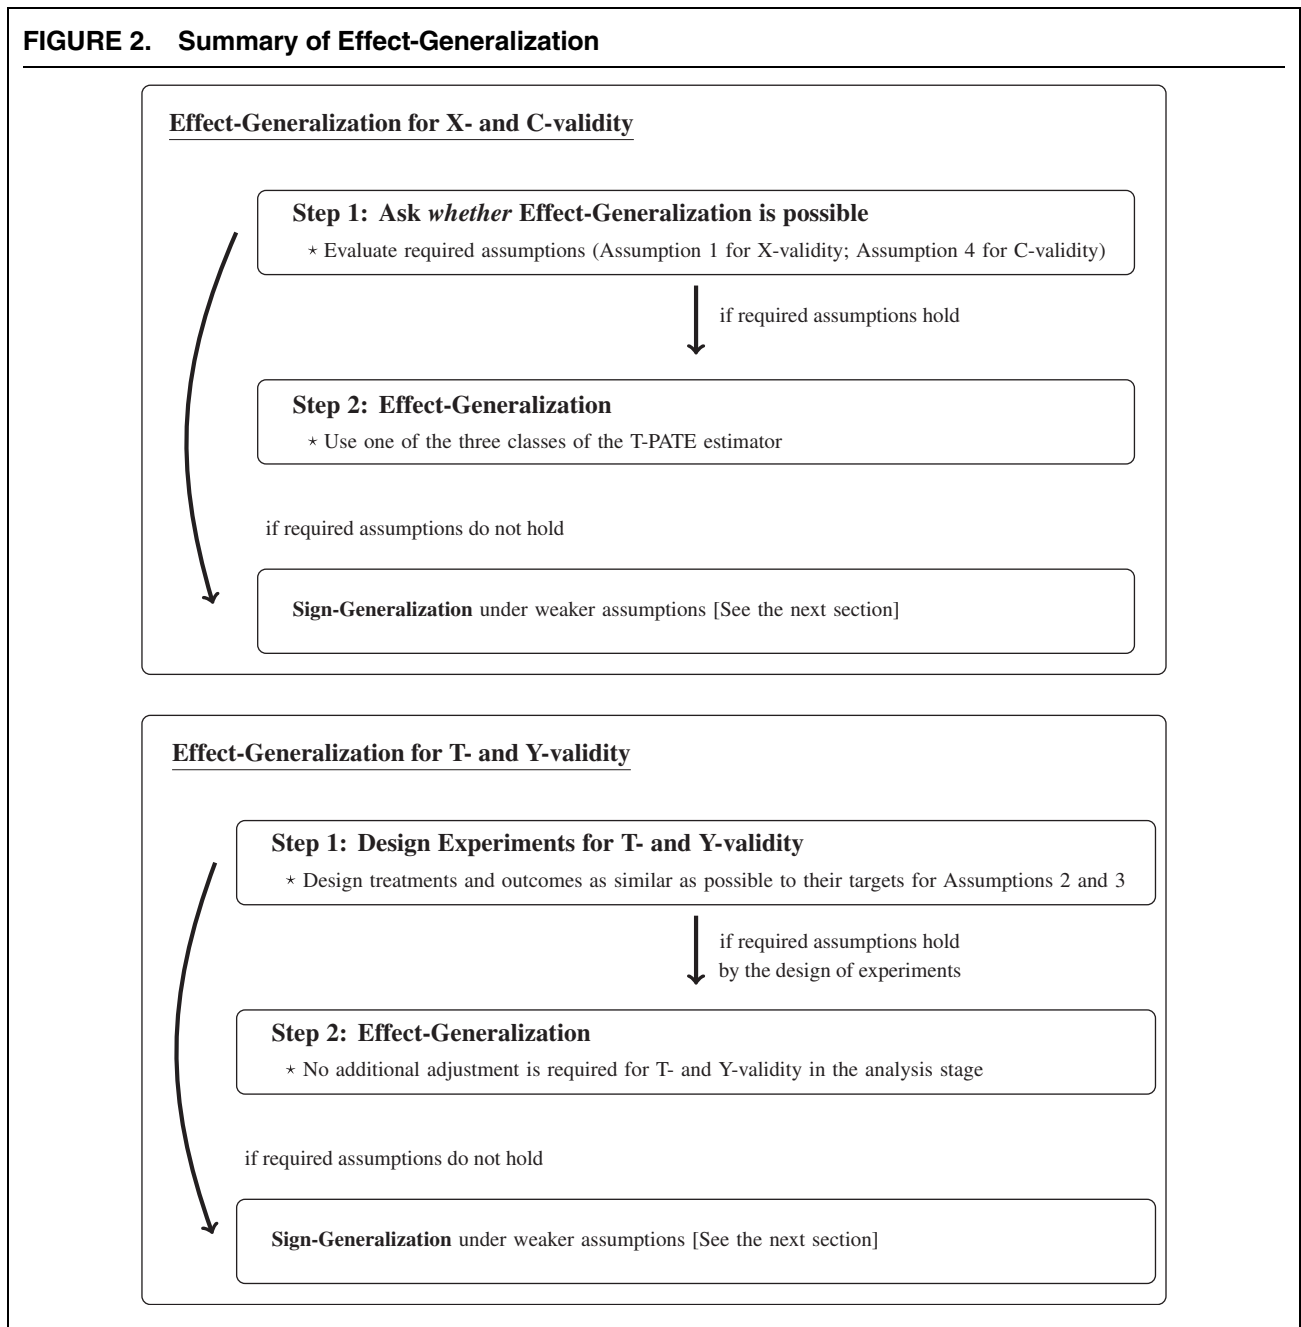 FIGURE 2. Summary of Effect-Generalization
Effect-Generalization for X- and C-validity
Step 1: Ask whether Effect-Generalization is possible
⋆ Evaluate required assumptions (Assumption 1 for X-validity; Assumption 4 for C-validity)
if required assumptions hold
Step 2: Effect-Generalization
⋆ Use one of the three classes of the T-PATE estimator
if required assumptions do not hold
Sign-Generalization under weaker assumptions [See the next section]
Effect-Generalization for T- and Y-validity
Step 1: Design Experiments for T- and Y-validity
⋆ Design treatments and outcomes as similar as possible to their targets for Assumptions 2 and 3
if required assumptions hold
by the design of experiments
Step 2: Effect-Generalization
⋆ No additional adjustment is required for T- and Y-validity in the analysis stage
if required assumptions do not hold
Sign-Generalization under weaker assumptions [See the next section]